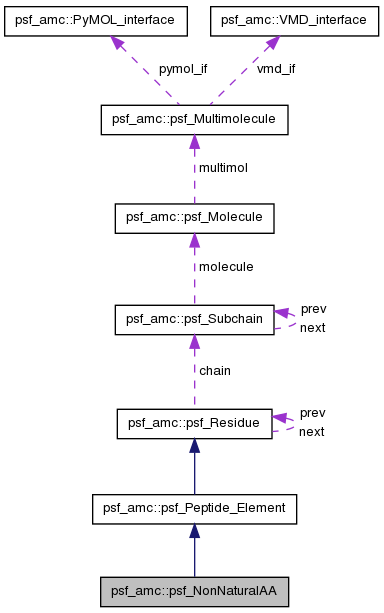 psf_amc::PyMOL_interface
psf_amc::VMD_interface
pymol_if
vmd_if
psf_amc::psf_Multimolecule
multimol
psf_amc::psf_Molecule
molecule
psf_amc::psf_Subchain
prev
next
chain
psf_amc::psf_Residue
prev
next
psf_amc::psf_Peptide_Element
psf_amc::psf_NonNaturalAA